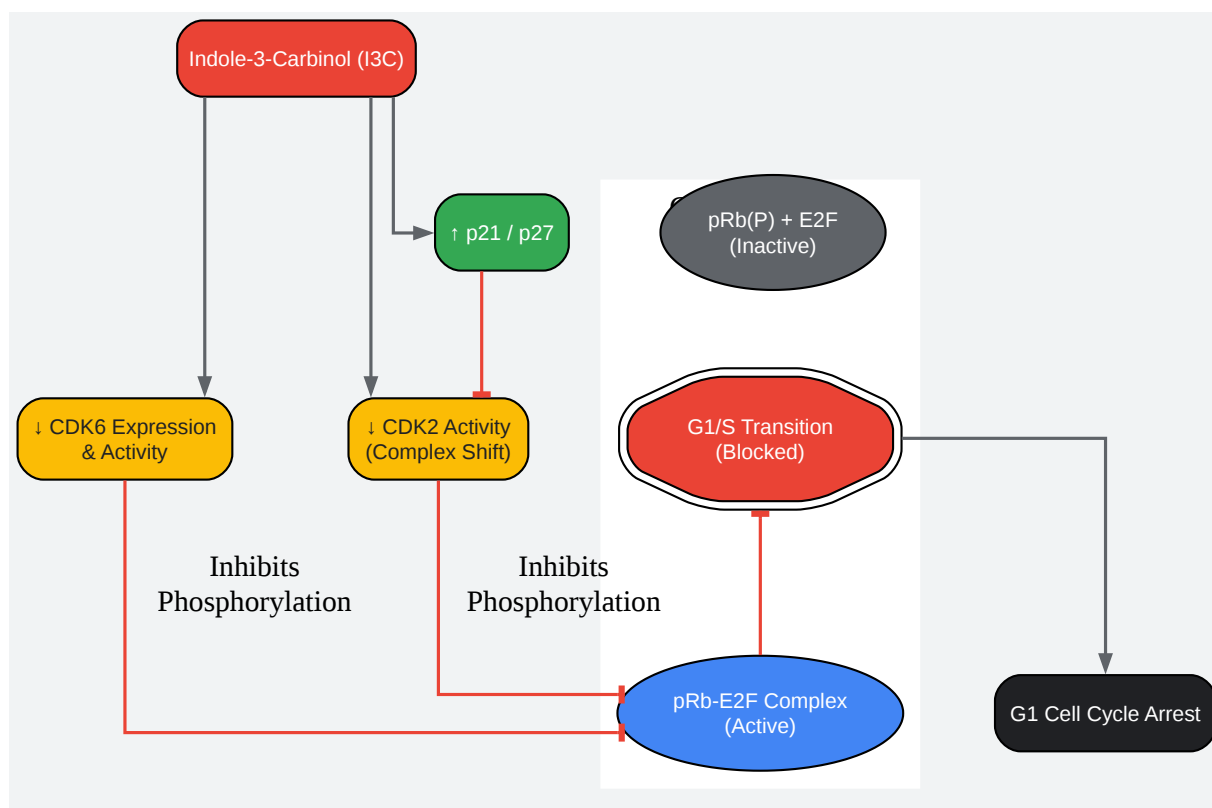 Indole-3-Carbinol (I3C)
↑ p21 / p27
pRb(P) + E2F
(Inactive)
↓ CDK6 Expression
& Activity
↓ CDK2 Activity
(Complex Shift)
G1/S Transition
(Blocked)
Inhibits
Phosphorylation
Inhibits
Phosphorylation
pRb-E2F Complex
(Active)
G1 Cell Cycle Arrest